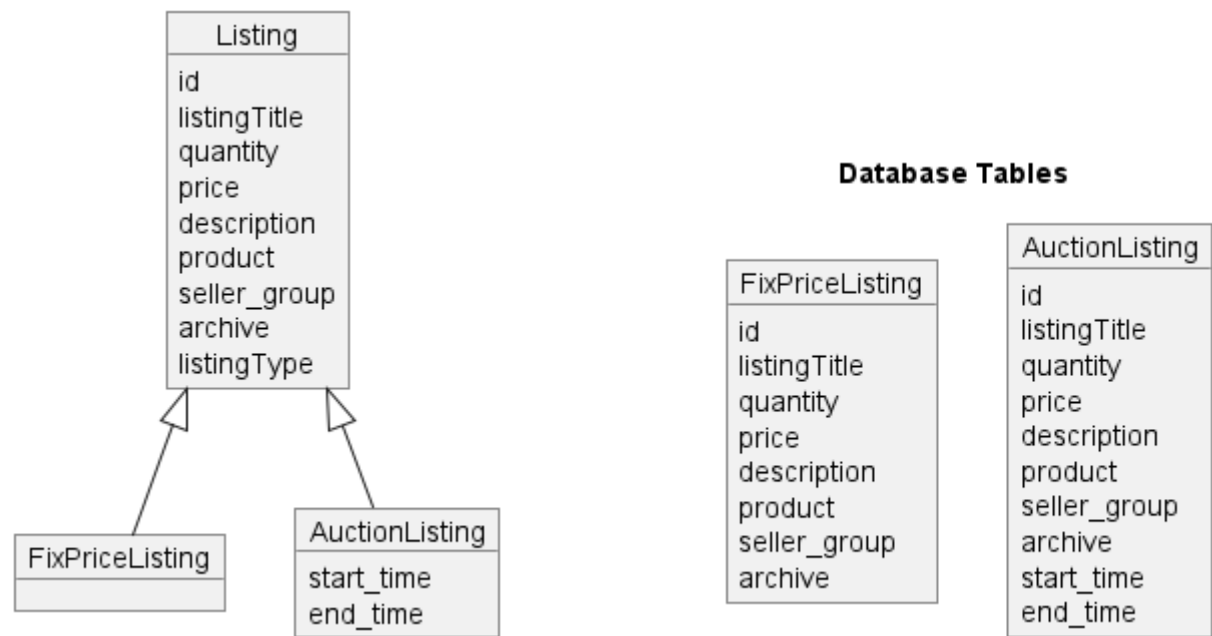 Listing
id
listingTitle
quantity
price
description
product
seller_group
archive
listingType
FixPriceListing
AuctionListing
start_time
end_time
Database Tables
FixPriceListing
id
listingTitle
quantity
price
description
product
seller_group
archive
AuctionListing
id
listingTitle
quantity
price
description
product
seller_group
archive
start_time
end_time